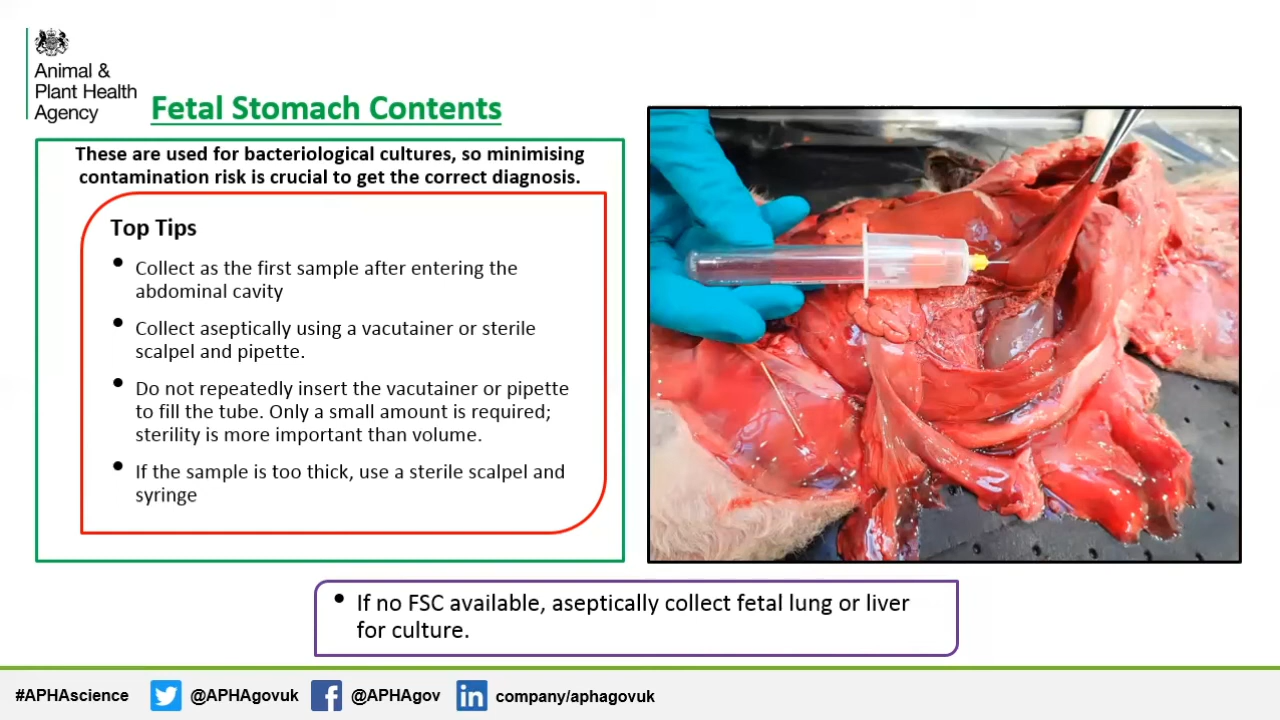 Animal &
Plant Health
Agency
Fetal Stomach Contents
These are used for bacteriological cultures, so minimising
contamination risk is crucial to get the correct diagnosis.
Top Tips
• Collect as the first sample after entering the
abdominal cavity
• Collect aseptically using a vacutainer or sterile
scalpel and pipette.
• Do not repeatedly insert the vacutainer or pipette
to fill the tube. Only a small amount is required;
sterility is more important than volume.
• If the sample is too thick, use a sterile scalpel and
syringe
• If no FSC available, aseptically collect fetal lung or liver
for culture.
#APHAscience @APHAgovuk @APHAgov company/aphagovuk